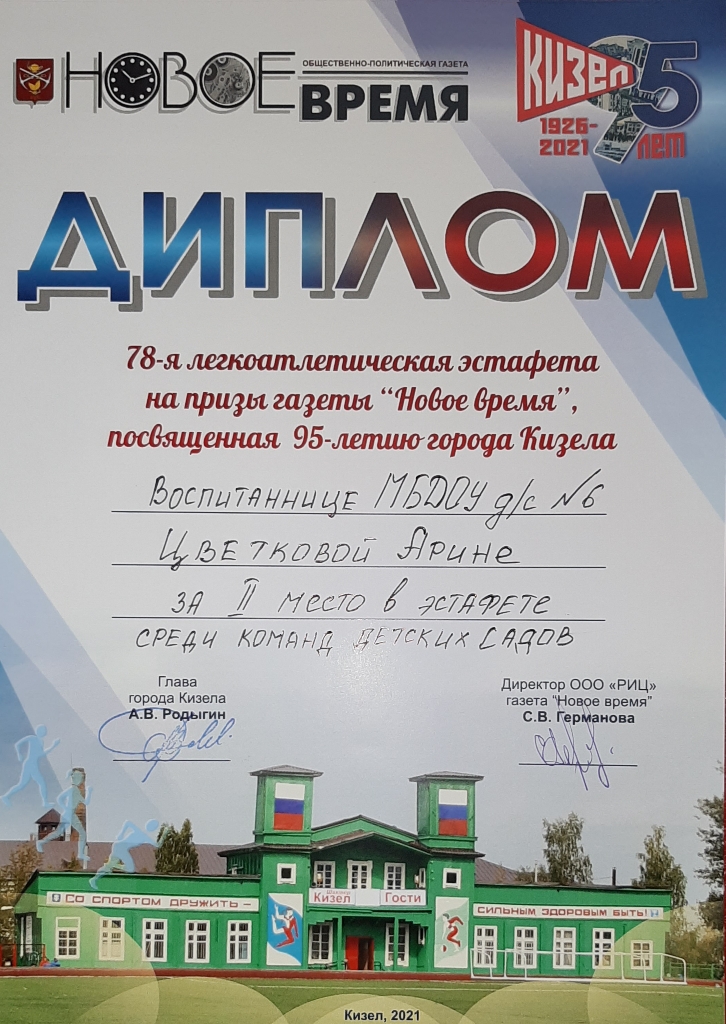 НОВОЕ
ОБЩЕСТВЕННО-ПОЛИТИЧЕСКАЯ ГАЗЕТА
ВРЕМЯ
КИЗЕЛ
95
1926-
2021
лет
ДИПЛОМ
78-я легкоатлетическая эстафета
на призы газеты “Новое время”,
посвященная 95-летию города Кизела
Воспитаннице МБДОУ д/с №6
Цветковой Арине
за II место в эстафете
среди команд детских садов
Глава
города Кизела
А.В. Родыгин
Директор ООО «РИЦ»
газета “Новое время”
С.В. Германова
Со спортом дружить –
Кизел
Гости
сильным здоровым быть!
Кизел, 2021